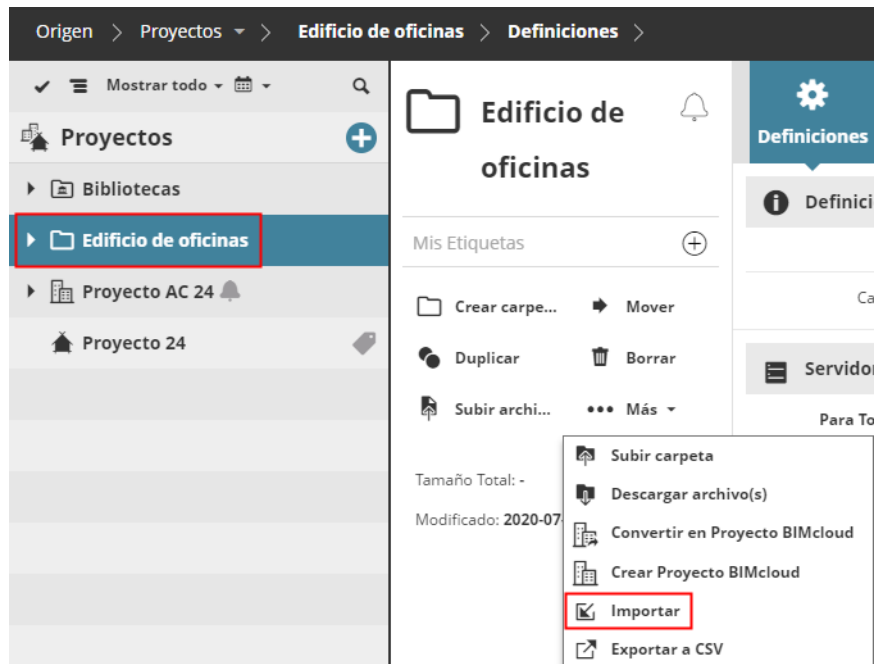 Origen > Proyectos > Edificio de oficinas > Definiciones >
Mostrar todo
Proyectos
Bibliotecas
Edificio de oficinas
Proyecto AC 24
Proyecto 24
Edificio de
oficinas
Mis Etiquetas
Crear carpe... Mover
Duplicar Borrar
Subir archi... Más
Tamaño Total: -
Modificado: 2020-07-
Subir carpeta
Descargar archivo(s)
Convertir en Proyecto BIMcloud
Crear Proyecto BIMcloud
Importar
Exportar a CSV
Definiciones
Definici
Ca
Servidor
Para To